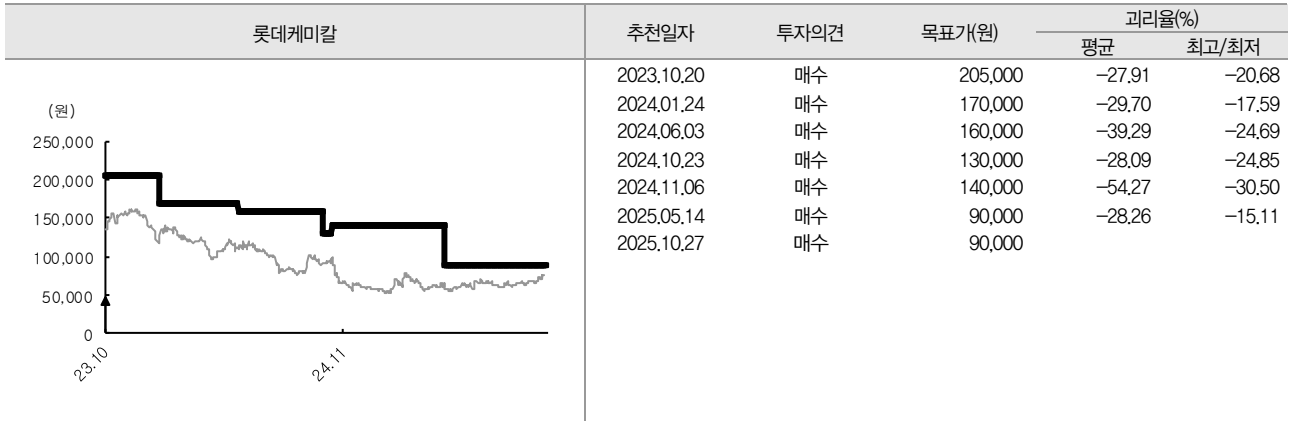 롯데케미칼
추천일자 투자의견 목표가(원) 괴리율(%)
평균 최고/최저
2023.10.20 매수 205,000 -27.91 -20.68
2024.01.24 매수 170,000 -29.70 -17.59
2024.06.03 매수 160,000 -39.29 -24.69
2024.10.23 매수 130,000 -28.09 -24.85
2024.11.06 매수 140,000 -54.27 -30.50
2025.05.14 매수 90,000 -28.26 -15.11
2025.10.27 매수 90,000
(원)
250,000
200,000
150,000
100,000
50,000
0
23.10
24.11